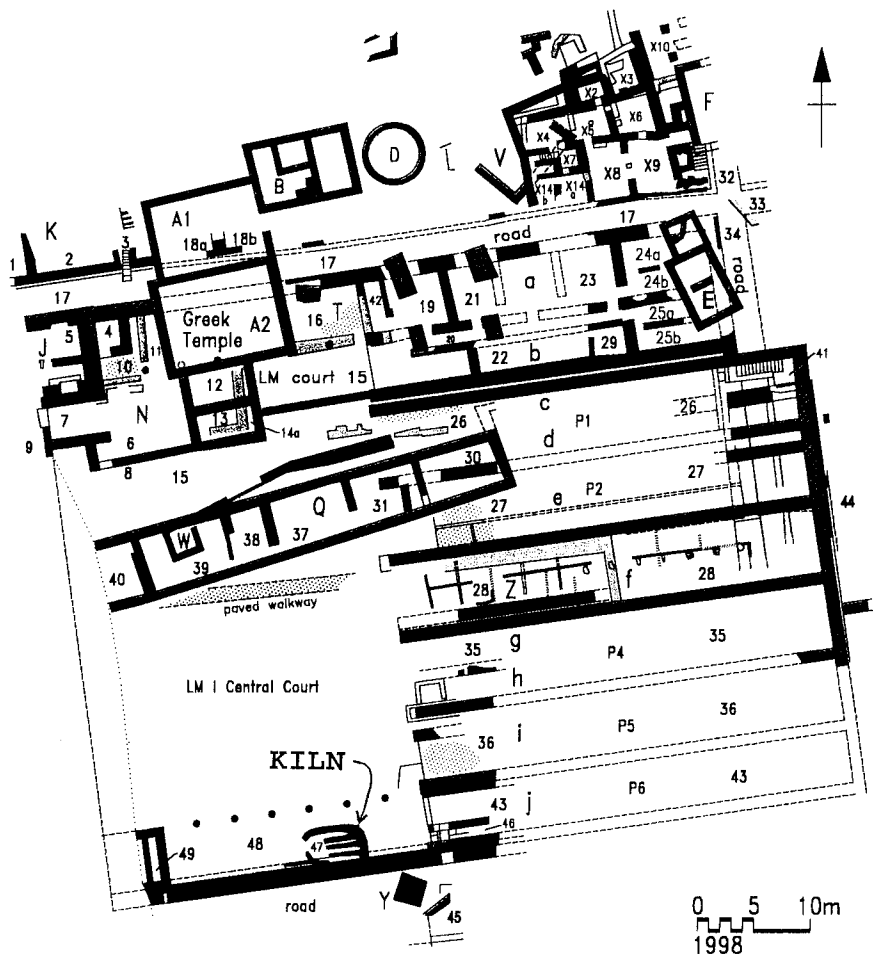 X10
X3
X2
F
X6
X4
X5
V
X7
X8
X9
X14b
X14a
D
B
L
A1
K
18a 18b
3
1
2
32
33
34
road
17
17
17
road
5
4
J
11
10
Greek
Temple
A2
16
T
42
19
21
a
23
24a
24b
E
25a
25b
20
22
b
29
12
13
14a
LM court 15
N
7
9
6
8
15
41
c
P1
26
26
d
30
27
P2
27
e
Q
31
37
38
W
39
40
44
28
Z
f
28
paved walkway
g
35
P4
35
h
LM I Central Court
i
36
P5
36
KILN
43
j
P6
43
46
48
47
49
road
Y
45
0 5 10m
1998